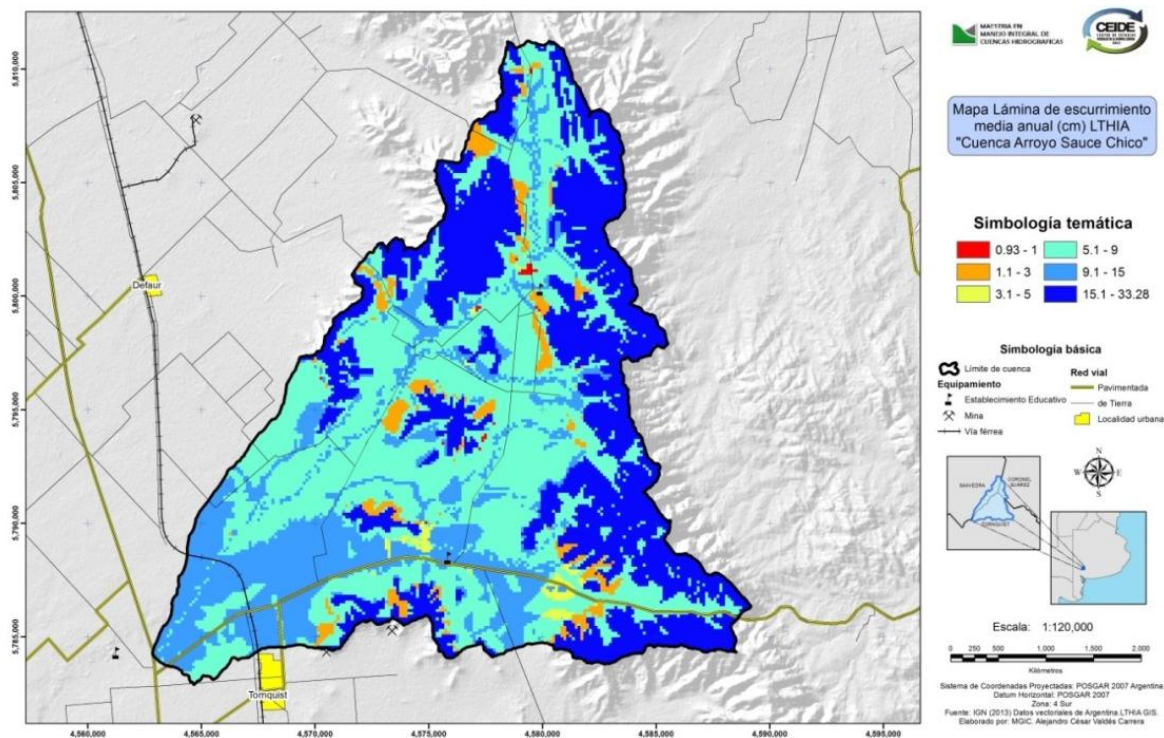 MAESTRÍA EN
MANEJO INTEGRAL DE
CUENCAS HIDROGRÁFICAS
CEIDE
Mapa Lámina de escurrimiento
media anual (cm) LTHIA
"Cuenca Arroyo Sauce Chico"
Simbología temática
0.93 - 1
5.1 - 9
1.1 - 3
9.1 - 15
3.1 - 5
15.1 - 33.28
Simbología básica
Límite de cuenca
Equipamiento
Establecimiento Educativo
Mina
Vía férrea
Red vial
Pavimentada
de Tierra
Localidad urbana
N
W E
S
SAAVEDRA
CORONEL
SUAREZ
TORNQUIST
Escala: 1:120,000
0 250 500 1,000 1,500 2,000
Kilómetros
Sistema de Coordenadas Proyectadas: POSGAR 2007 Argentina
Datum Horizontal: POSGAR 2007
Zona: 4 Sur
Fuente: IGN (2013) Datos vectoriales de Argentina. LTHIA GIS.
Elaborado por: MGIC. Alejandro César Valdés Carrera
Defaur
Tornquist
5,810,000
5,805,000
5,800,000
5,795,000
5,790,000
5,785,000
4,560,000 4,565,000 4,570,000 4,575,000 4,580,000 4,585,000 4,590,000 4,595,000